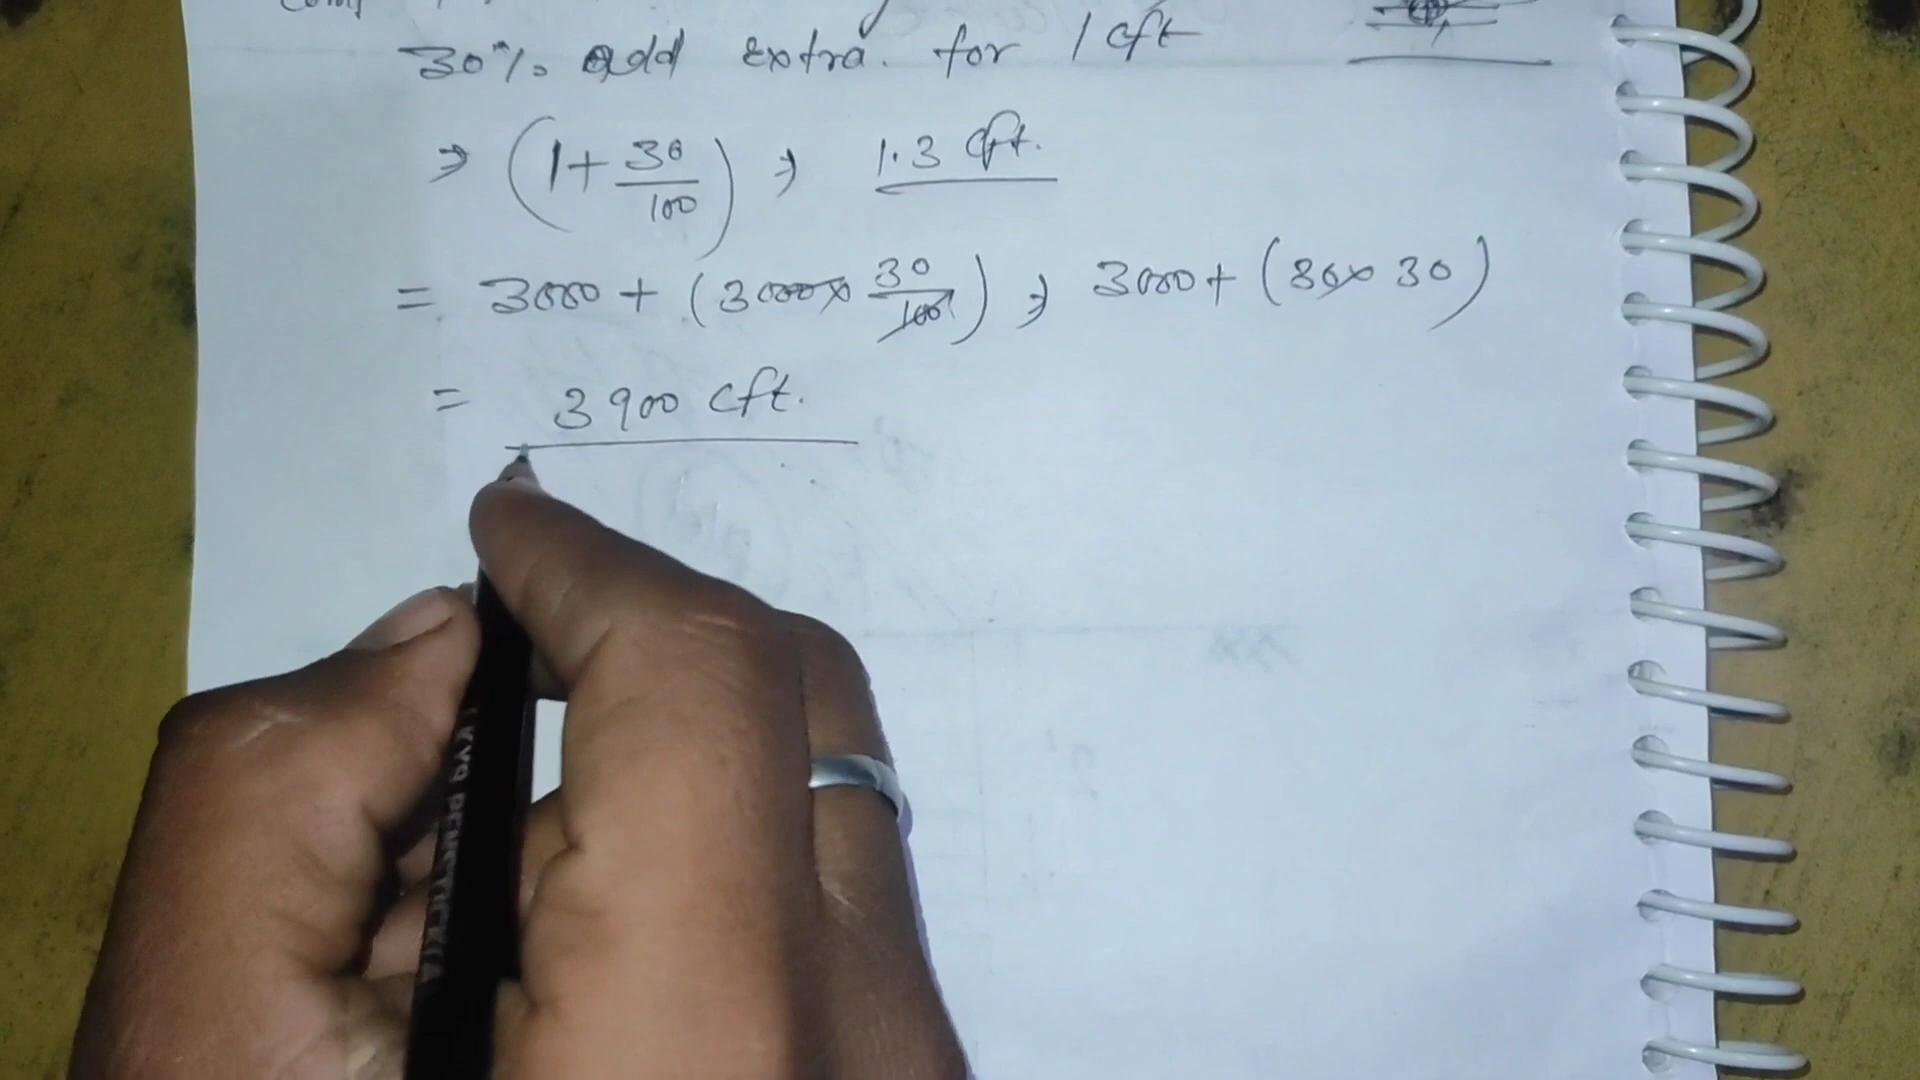 30% add extra. for 1 cft
⇒ (1+ 30/100) ⇒ 1.3 cft.
= 3000 + (3000 x 30/100) ⇒ 3000 + (30 x 30)
= 3900 cft.